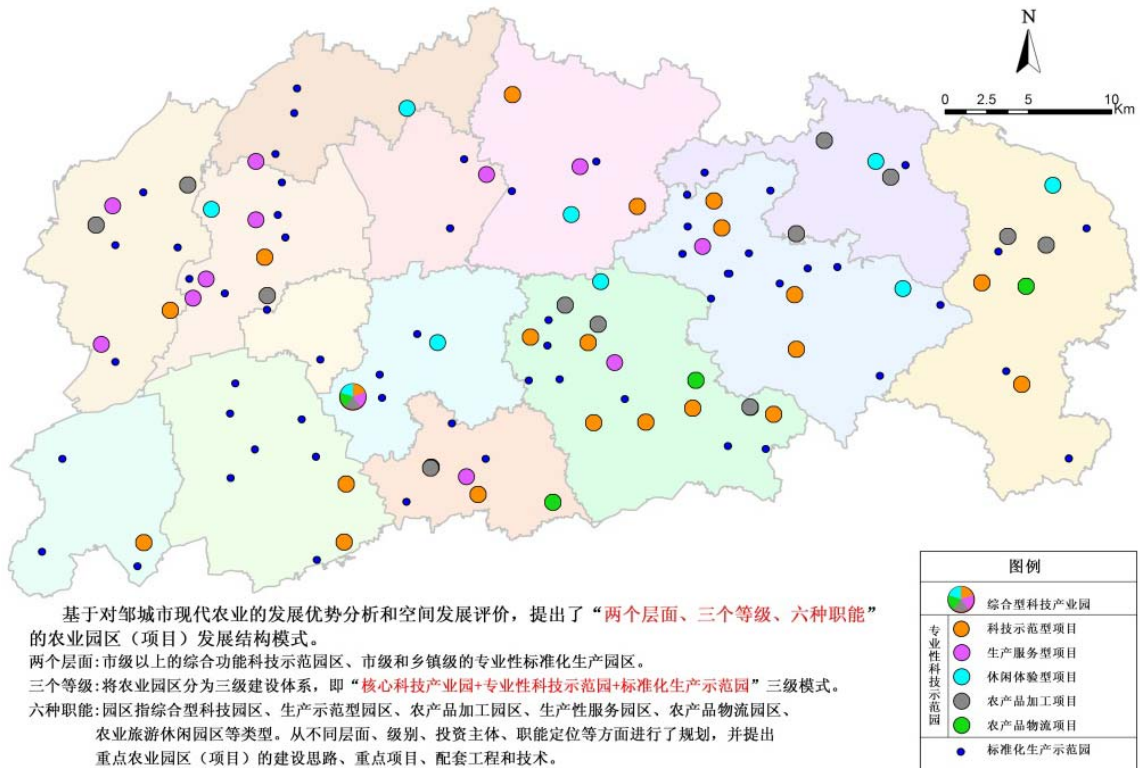 N
0 2.5 5 10
Km
基于对邹城市现代农业的发展优势分析和空间发展评价，提出了“两个层面、三个等级、六种职能”
的农业园区（项目）发展结构模式。
两个层面:市级以上的综合功能科技示范园区、市级和乡镇级的专业性标准化生产园区。
三个等级:将农业园区分为三级建设体系，即“核心科技产业园+专业性科技示范园+标准化生产示范园”三级模式。
六种职能:园区指综合型科技园区、生产示范型园区、农产品加工园区、生产性服务园区、农产品物流园区、
农业旅游休闲园区等类型。从不同层面、级别、投资主体、职能定位等方面进行了规划，并提出
重点农业园区（项目）的建设思路、重点项目、配套工程和技术。
图例
综合型科技产业园
专业性科技示范园
科技示范型项目
生产服务型项目
休闲体验型项目
农产品加工项目
农产品物流项目
标准化生产示范园